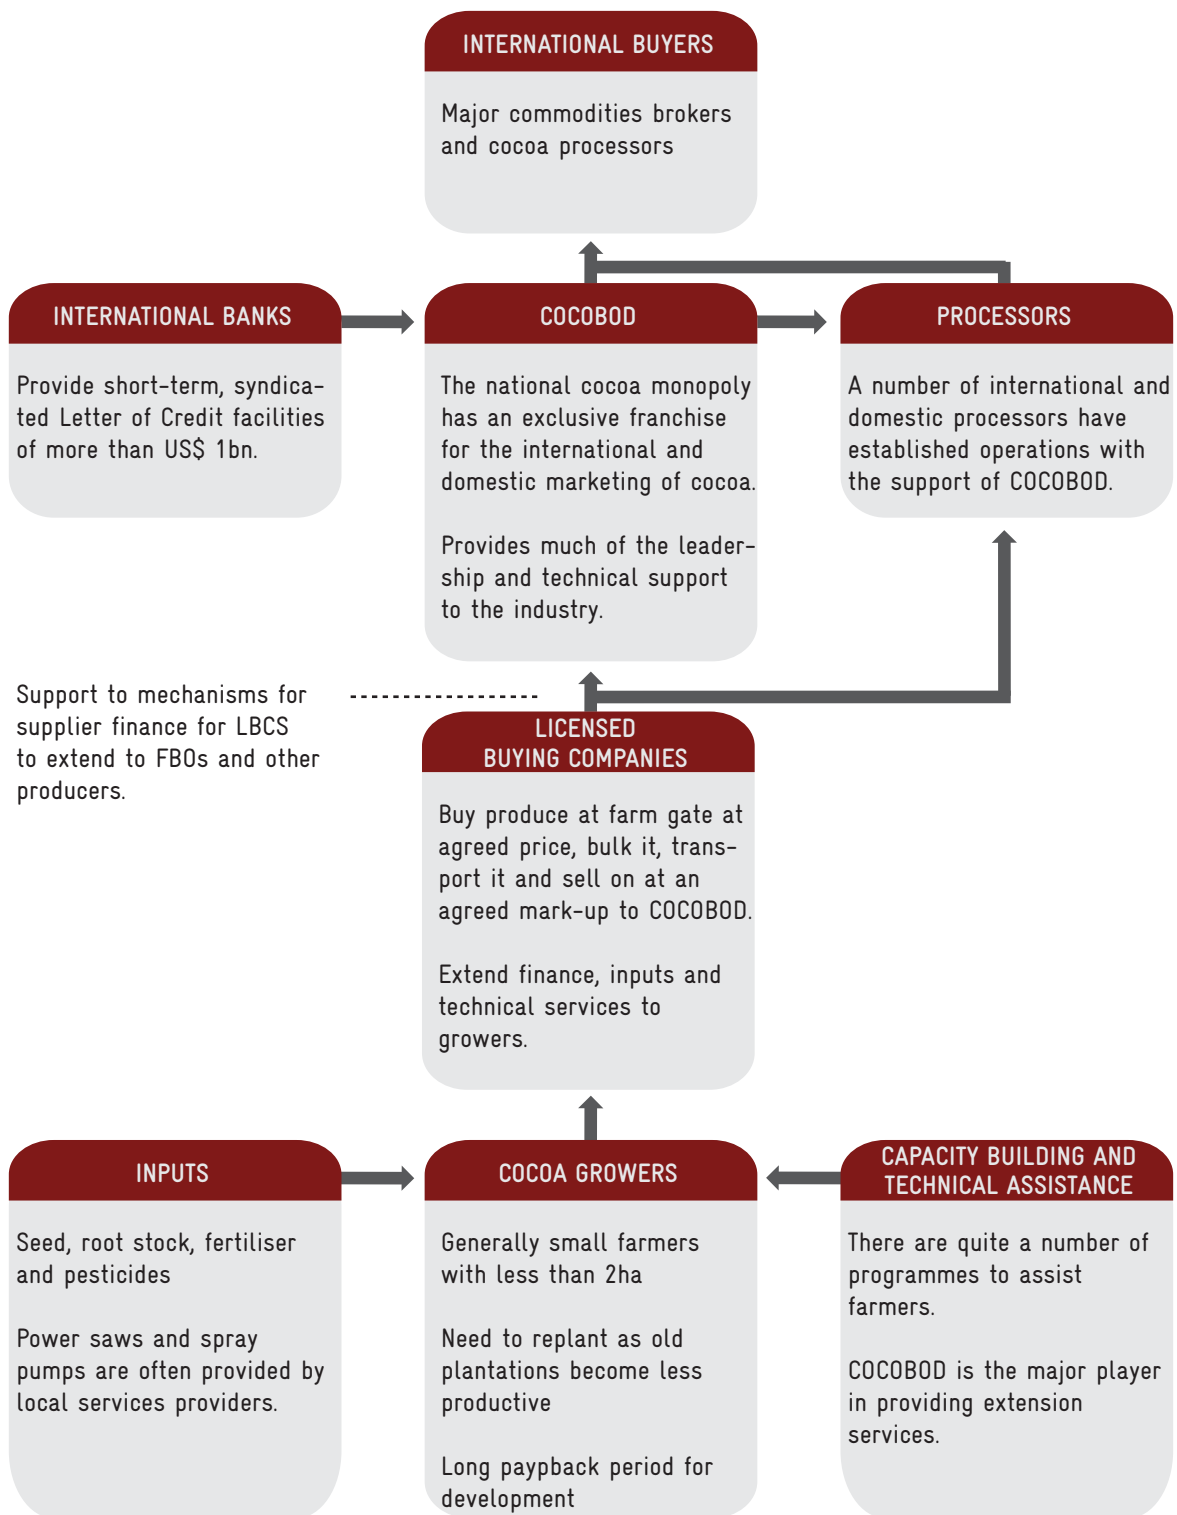 INTERNATIONAL BUYERS
Major commodities brokers
and cocoa processors
INTERNATIONAL BANKS
Provide short-term, syndica-
ted Letter of Credit facilities
of more than US$ 1bn.
COCOBOD
The national cocoa monopoly
has an exclusive franchise
for the international and
domestic marketing of cocoa.
Provides much of the leader-
ship and technical support
to the industry.
PROCESSORS
A number of international and
domestic processors have
established operations with
the support of COCOBOD.
Support to mechanisms for
supplier finance for LBCS
to extend to FBOs and other
producers.
LICENSED
BUYING COMPANIES
Buy produce at farm gate at
agreed price, bulk it, trans-
port it and sell on at an
agreed mark-up to COCOBOD.
Extend finance, inputs and
technical services to
growers.
INPUTS
Seed, root stock, fertiliser
and pesticides
Power saws and spray
pumps are often provided by
local services providers.
COCOA GROWERS
Generally small farmers
with less than 2ha
Need to replant as old
plantations become less
productive
Long paypback period for
development
CAPACITY BUILDING AND
TECHNICAL ASSISTANCE
There are quite a number of
programmes to assist
farmers.
COCOBOD is the major player
in providing extension
services.